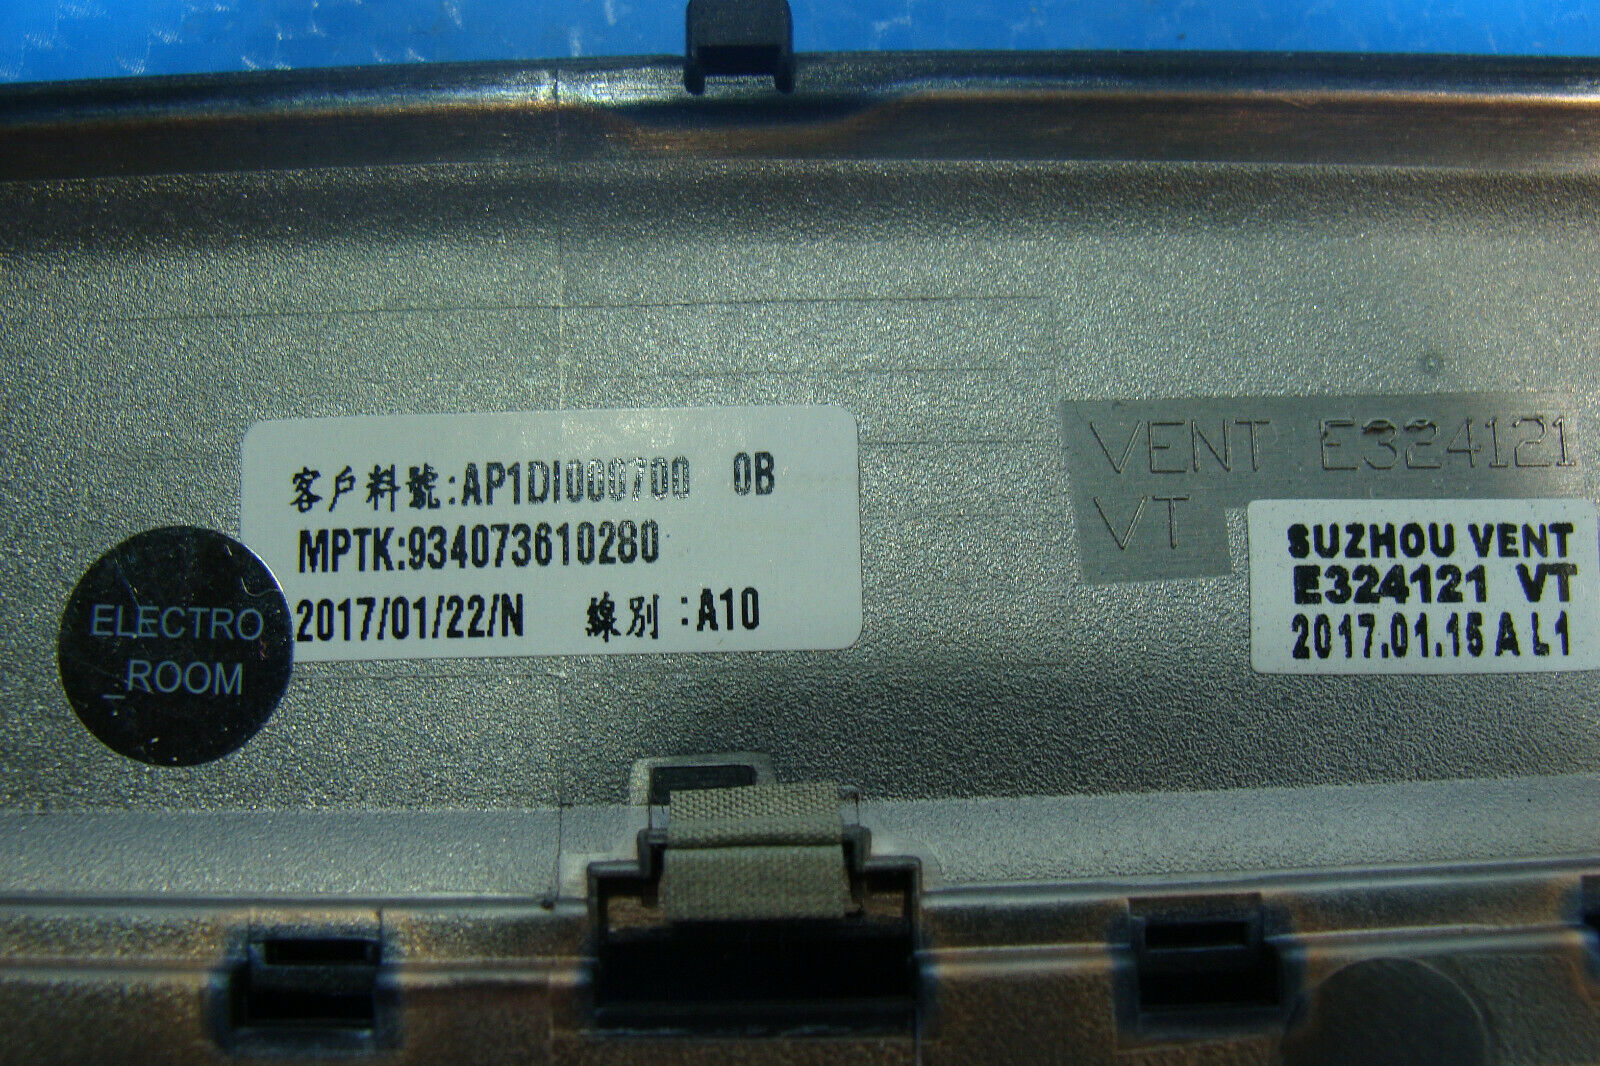 客戶料號:AP1DI000700 0B
MPTK:934073610280
2017/01/22/N 線別:A10
ELECTRO
_ROOM
VENT E324121
VT
SUZHOU VENT
E324121 VT
2017.01.15 A L1